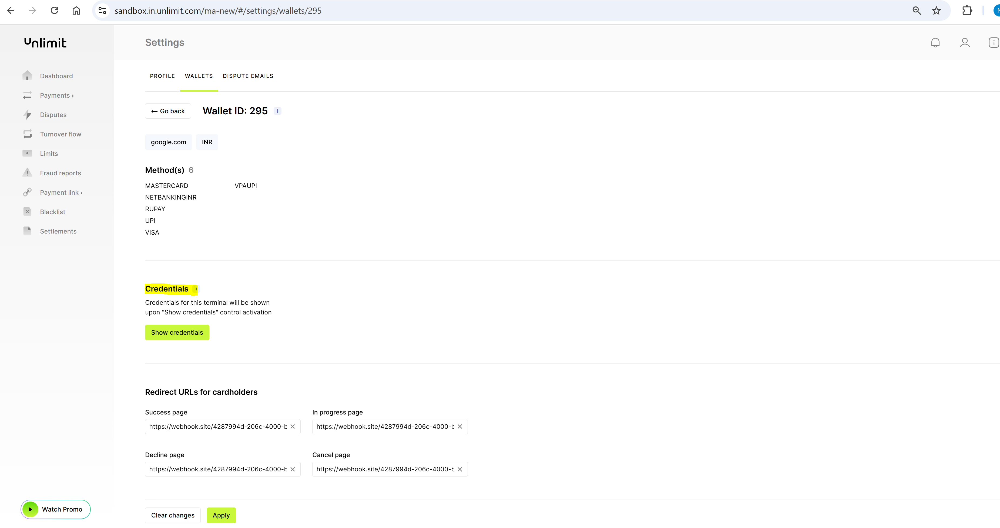 sandbox.in.unlimit.com/ma-new/#/settings/wallets/295
N
Unlimit
Settings
Dashboard
Payments
Disputes
Turnover flow
Limits
Fraud reports
Payment link
Blacklist
Settlements
PROFILE WALLETS DISPUTE EMAILS
← Go back Wallet ID: 295 i
google.com INR
Method(s) 6
MASTERCARD VPAUPI
NETBANKINGINR
RUPAY
UPI
VISA
Credentials i
Credentials for this terminal will be shown
upon "Show credentials" control activation
Show credentials
Redirect URLs for cardholders
Success page In progress page
https://webhook.site/4287994d-206c-4000-b https://webhook.site/4287994d-206c-4000-b
Decline page Cancel page
https://webhook.site/4287994d-206c-4000-b https://webhook.site/4287994d-206c-4000-b
Watch Promo
Clear changes Apply